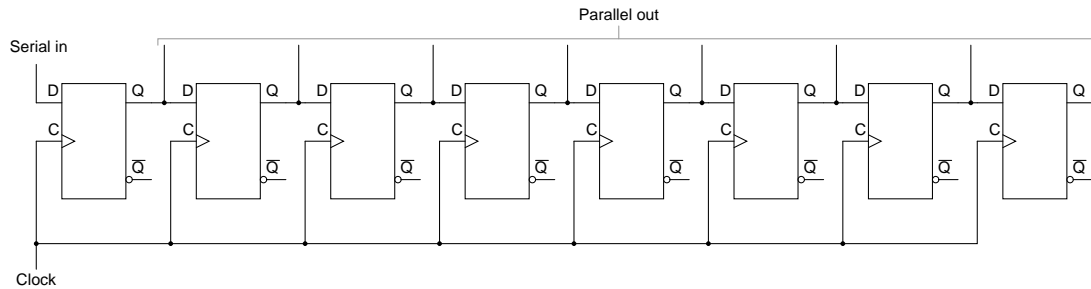 Parallel out
Serial in
D Q D Q D Q D Q D Q D Q D Q D Q
C C C C C C C C
Q̅ Q̅ Q̅ Q̅ Q̅ Q̅ Q̅ Q̅
Clock